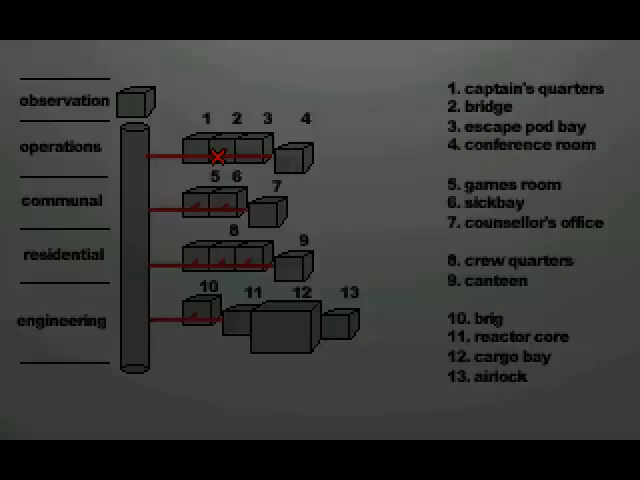 observation
operations
communal
residential
engineering
1 2 3 4
5 6 7
8 9
10 11 12 13
1. captain's quarters
2. bridge
3. escape pod bay
4. conference room
5. games room
6. sickbay
7. counsellor's office
8. crew quarters
9. canteen
10. brig
11. reactor core
12. cargo bay
13. airlock